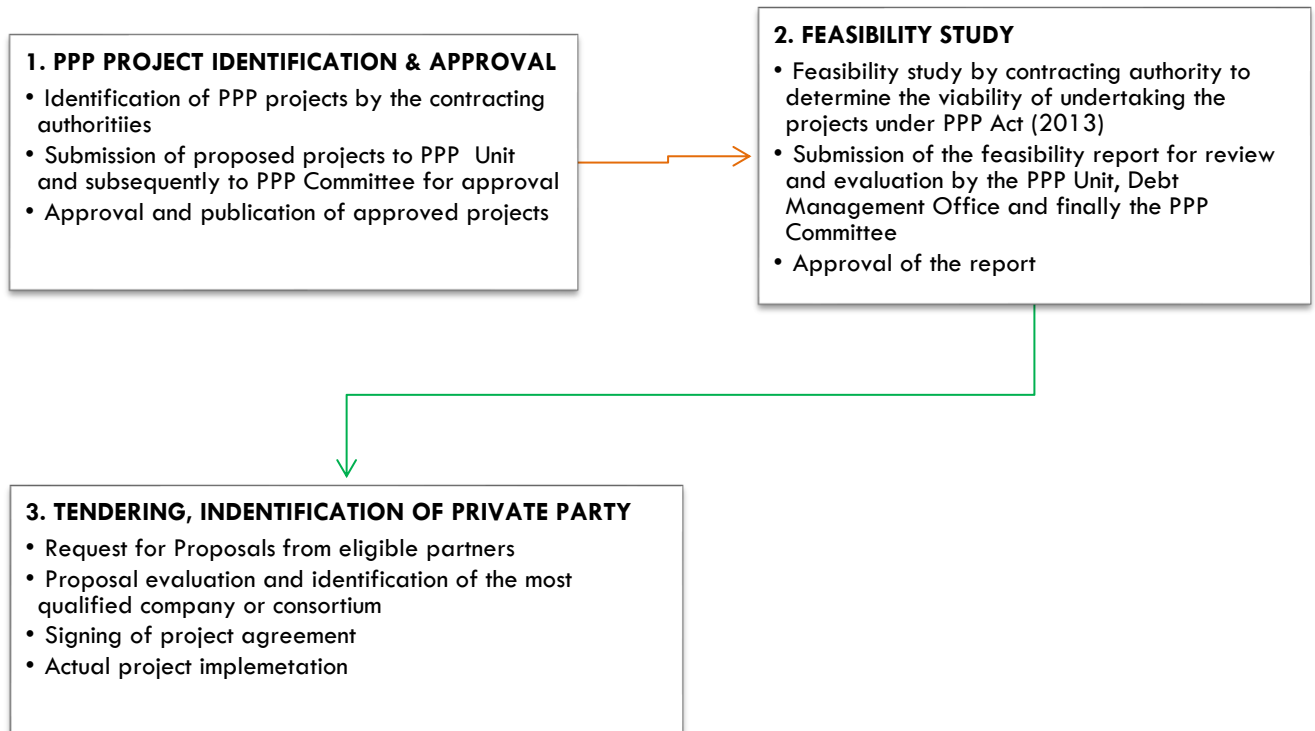 1. PPP PROJECT IDENTIFICATION & APPROVAL
• Identification of PPP projects by the contracting
authoritiies
• Submission of proposed projects to PPP Unit
and subsequently to PPP Committee for approval
• Approval and publication of approved projects
2. FEASIBILITY STUDY
• Feasibility study by contracting authority to
determine the viability of undertaking the
projects under PPP Act (2013)
• Submission of the feasibility report for review
and evaluation by the PPP Unit, Debt
Management Office and finally the PPP
Committee
• Approval of the report
3. TENDERING, INDENTIFICATION OF PRIVATE PARTY
• Request for Proposals from eligible partners
• Proposal evaluation and identification of the most
qualified company or consortium
• Signing of project agreement
• Actual project implemetation